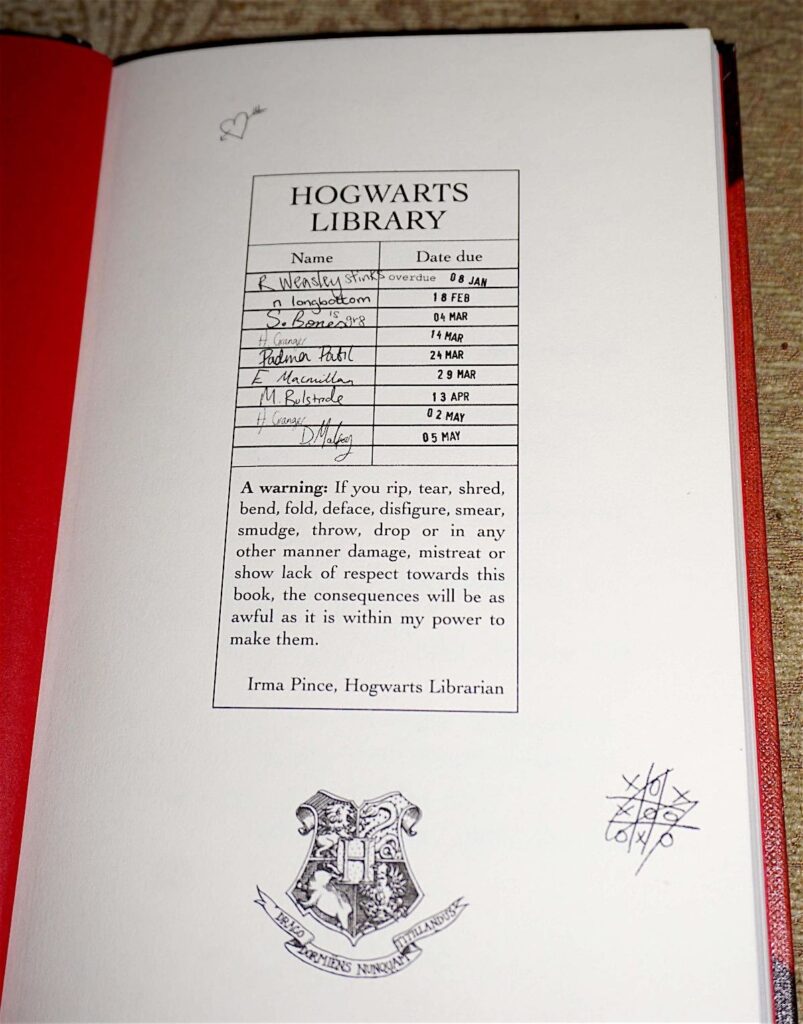 HOGWARTS
LIBRARY
Name Date due
R Weasley stinks overdue 08 JAN
n longbottom 18 FEB
S. Bones is gr8 04 MAR
H. Granger 14 MAR
Padma Patil 24 MAR
E Macmillan 29 MAR
M. Bulstrode 13 APR
H. Granger 02 MAY
D. Malfoy 05 MAY
A warning: If you rip, tear, shred,
bend, fold, deface, disfigure, smear,
smudge, throw, drop or in any
other manner damage, mistreat or
show lack of respect towards this
book, the consequences will be as
awful as it is within my power to
make them.
Irma Pince, Hogwarts Librarian
X O X
X O O
O X O
H
DRACO DORMIENS NUNQUAM TITILLANDUS